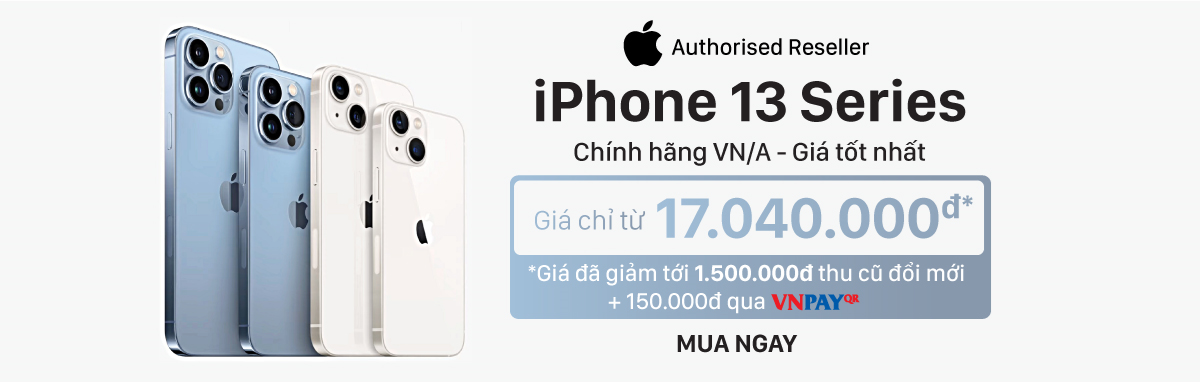 Authorised Reseller
iPhone 13 Series
Chính hãng VN/A - Giá tốt nhất
Giá chỉ từ 17.040.000đ*
*Giá đã giảm tới 1.500.000đ thu cũ đổi mới
+ 150.000đ qua VNPAYQR
MUA NGAY